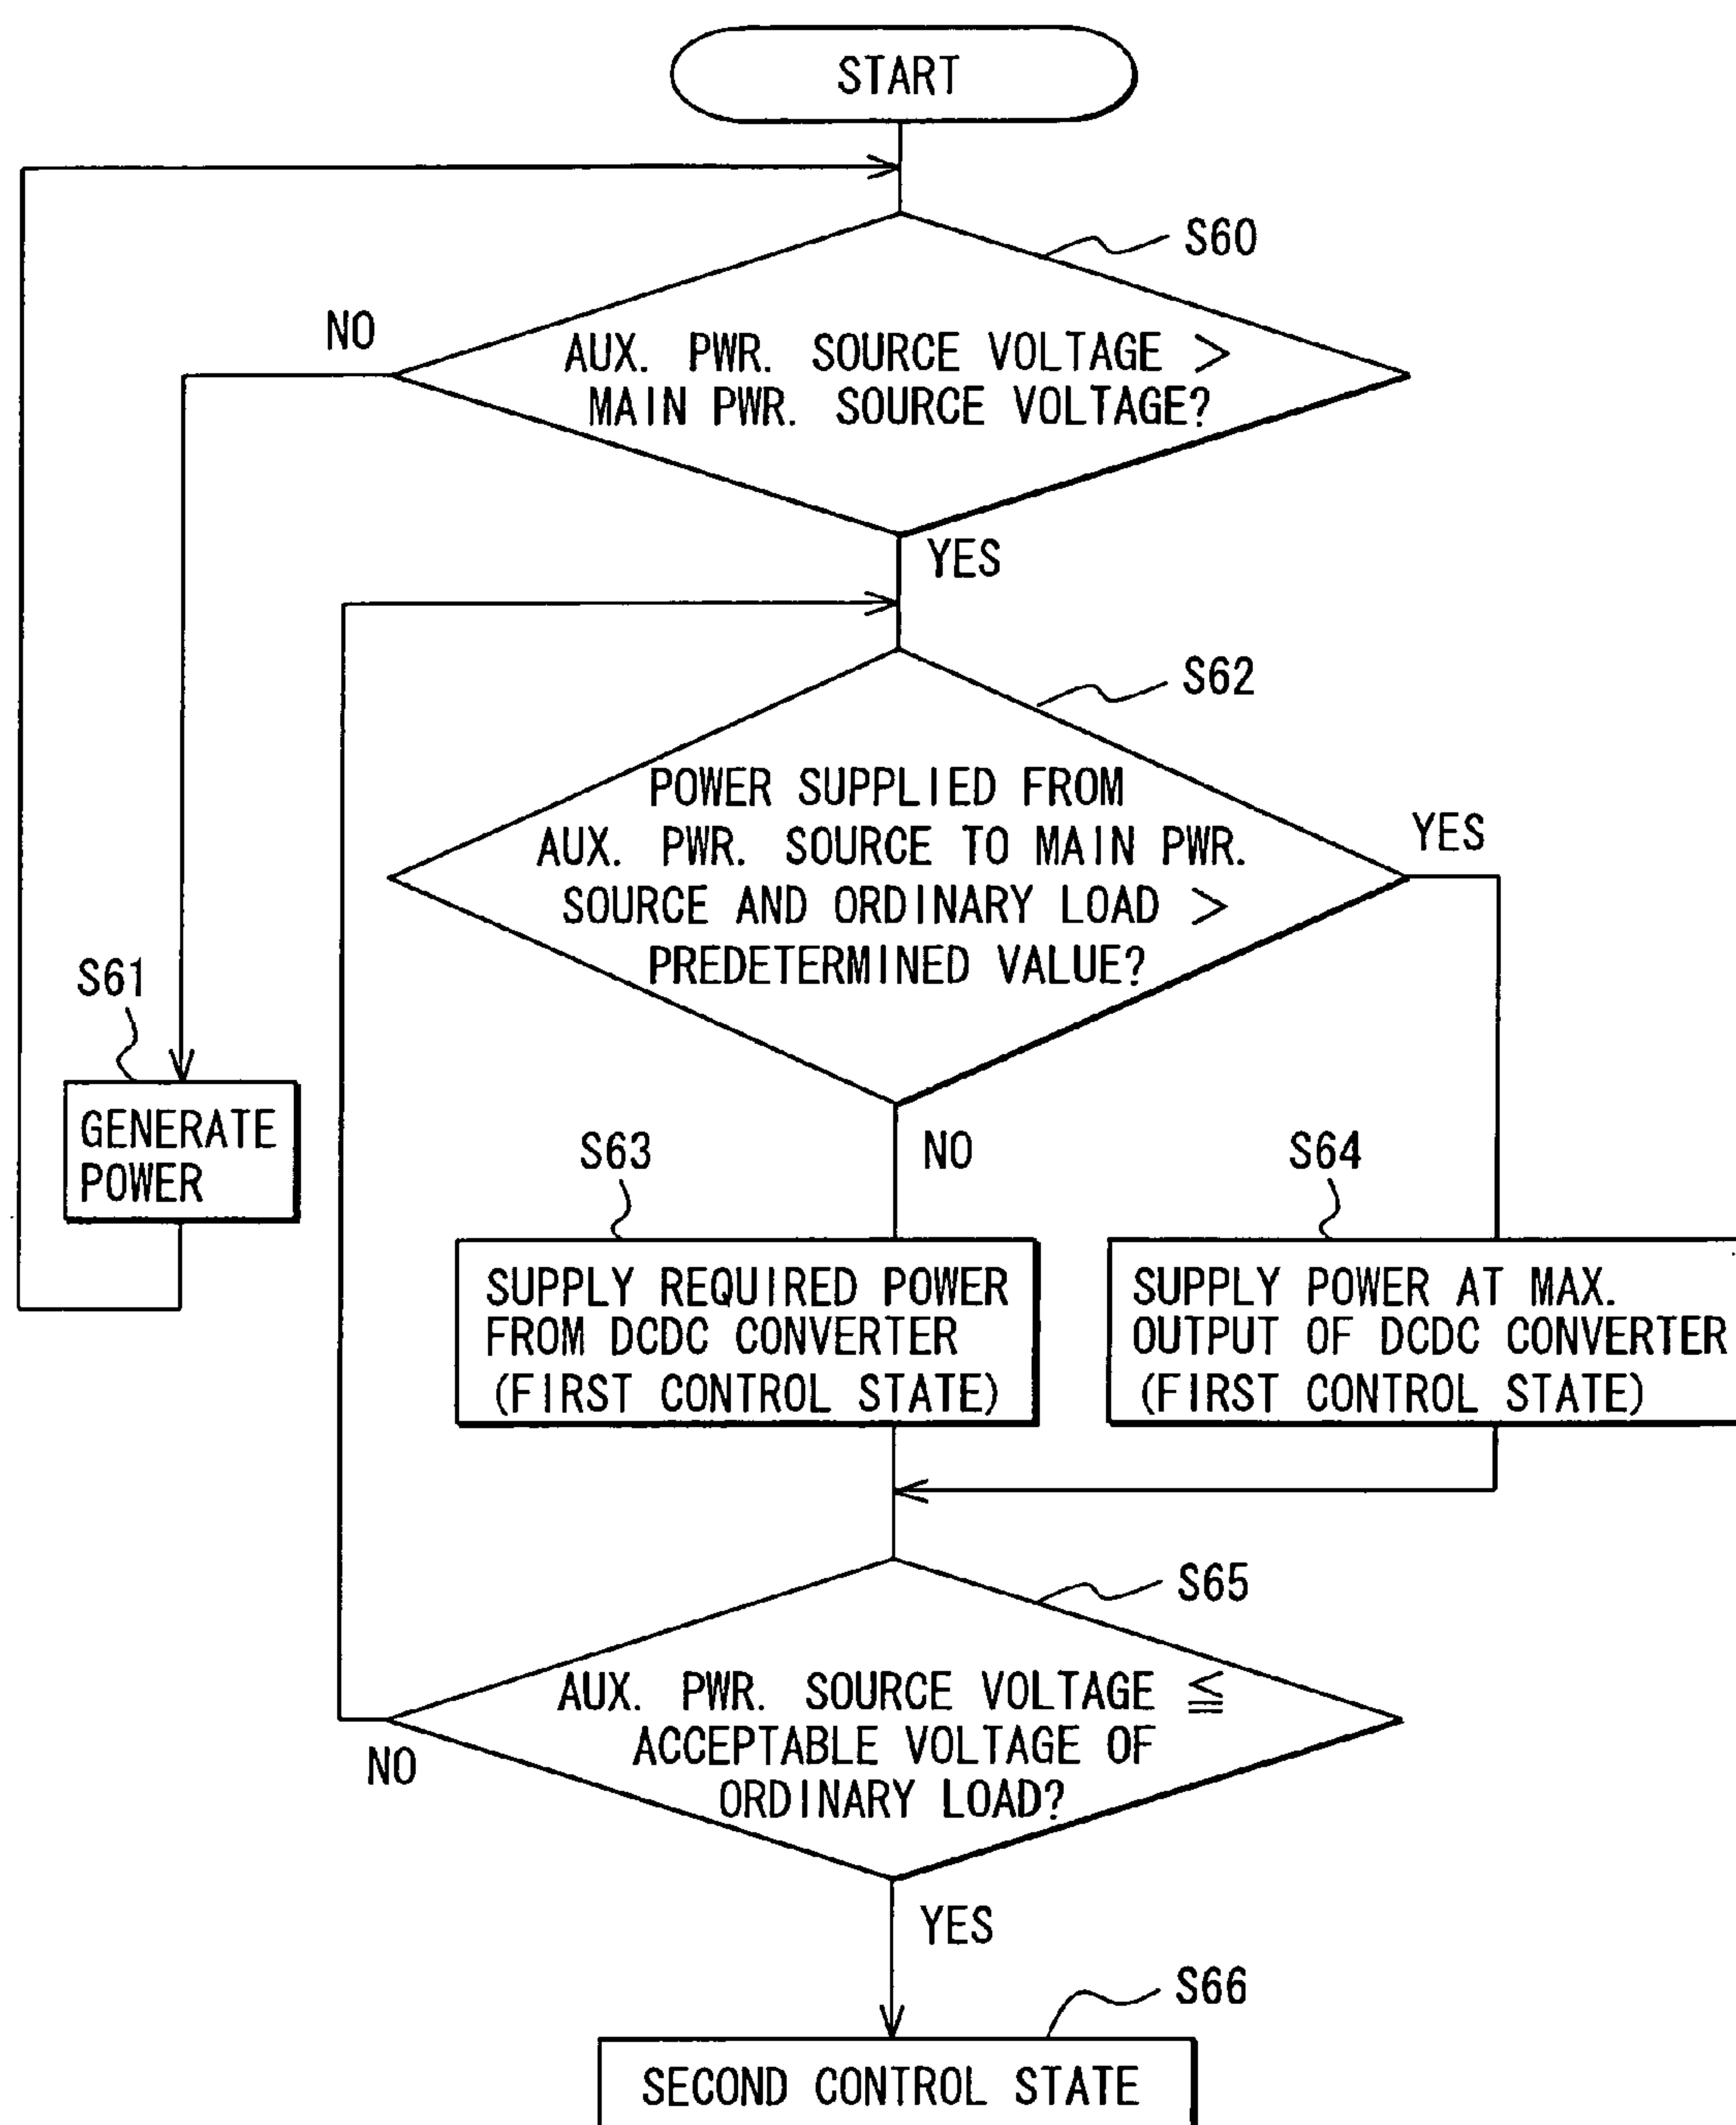 START
S60
NO
AUX. PWR. SOURCE VOLTAGE >
MAIN PWR. SOURCE VOLTAGE?
YES
S62
POWER SUPPLIED FROM
AUX. PWR. SOURCE TO MAIN PWR.
SOURCE AND ORDINARY LOAD >
PREDETERMINED VALUE?
YES
S61
GENERATE
POWER
NO
S63
S64
SUPPLY REQUIRED POWER
FROM DCDC CONVERTER
(FIRST CONTROL STATE)
SUPPLY POWER AT MAX.
OUTPUT OF DCDC CONVERTER
(FIRST CONTROL STATE)
S65
AUX. PWR. SOURCE VOLTAGE ≦
ACCEPTABLE VOLTAGE OF
ORDINARY LOAD?
NO
YES
S66
SECOND CONTROL STATE